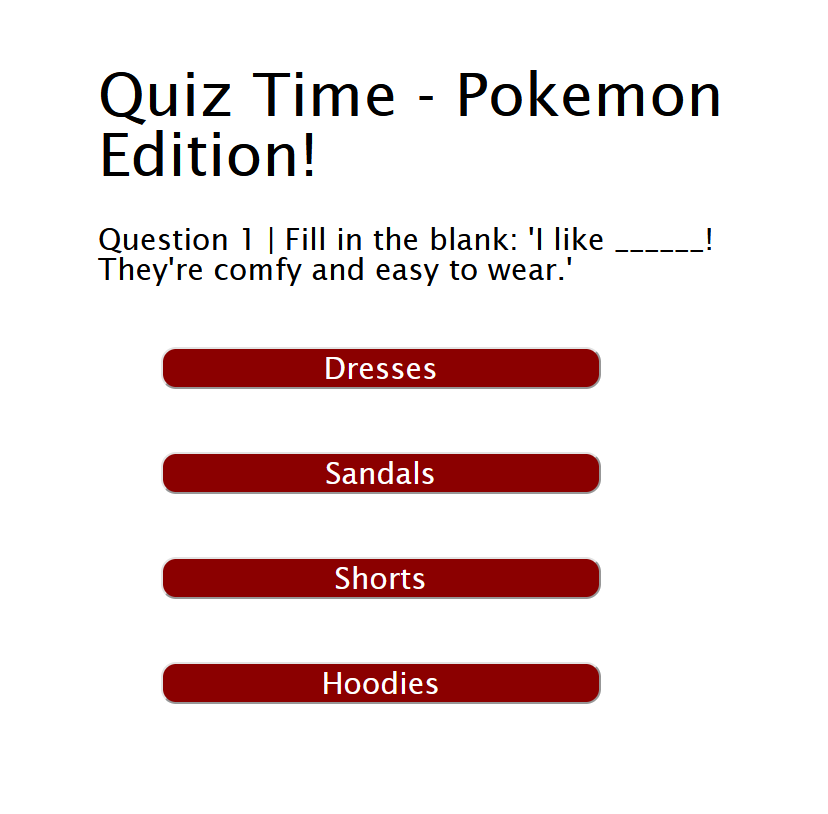 Quiz Time - Pokemon
Edition!
Question 1 | Fill in the blank: 'I like ______!
They're comfy and easy to wear.'
Dresses
Sandals
Shorts
Hoodies